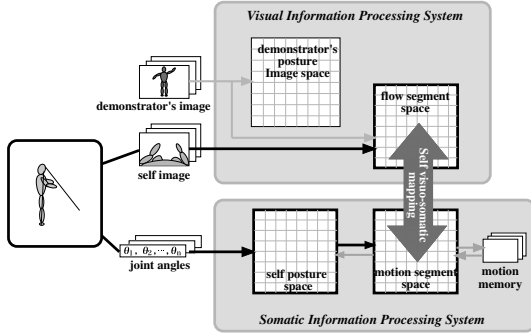 Visual Information Processing System
demonstrator's
posture
Image space
demonstrator's image
flow segment
space
self image
Self visuo-somatic
mapping
θ1, θ2, ···, θn
joint angles
self posture
space
motion segment
space
motion
memory
Somatic Information Processing System